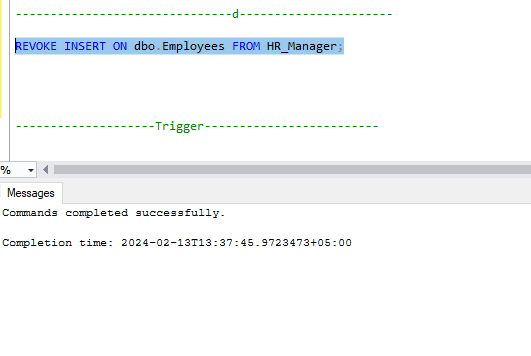 -------------------------------d----------------------
REVOKE INSERT ON dbo.Employees FROM HR_Manager;
--------------------Trigger-------------------------
%
Messages
Commands completed successfully.
Completion time: 2024-02-13T13:37:45.9723473+05:00